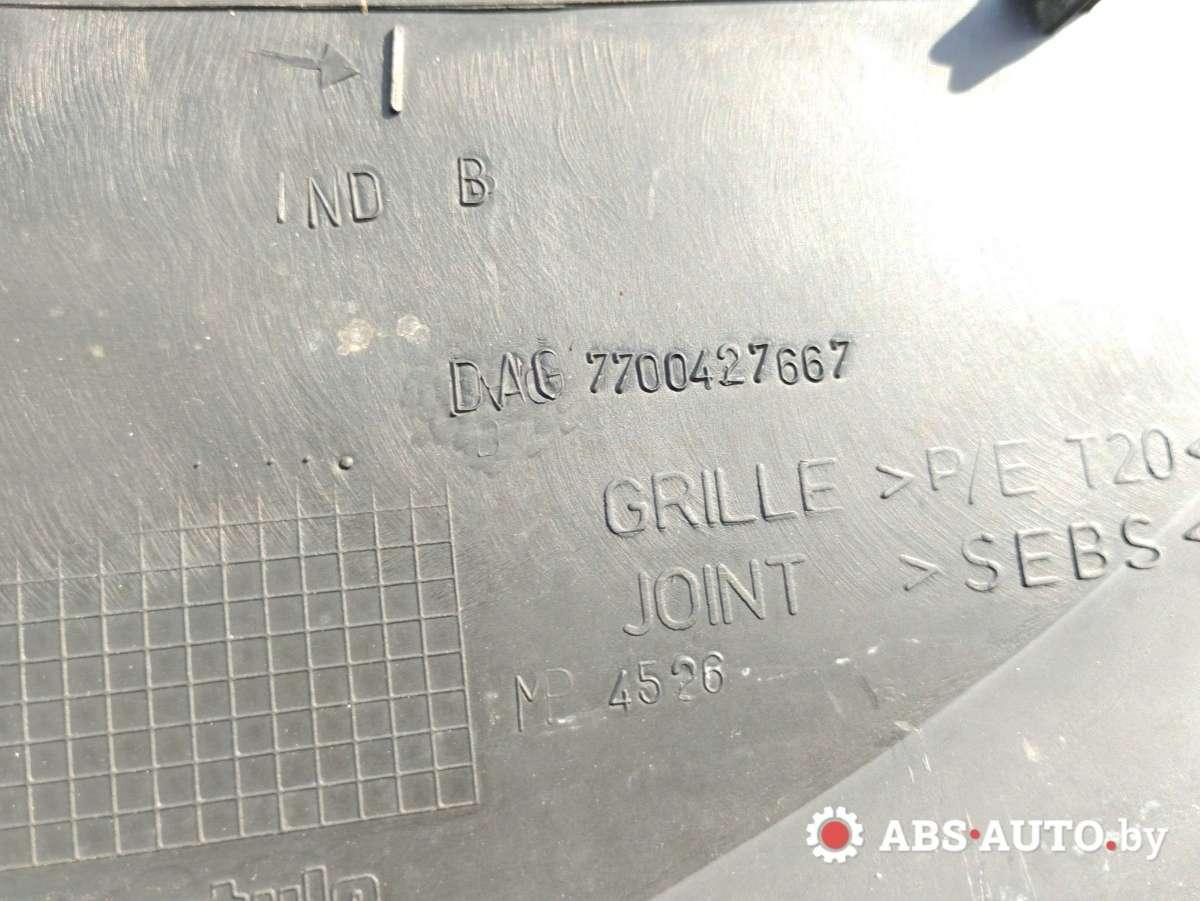 IND B
DAG 7700427667
GRILLE >P/E T20<
JOINT >SEBS<
MP 4526
ABS·AUTO.by